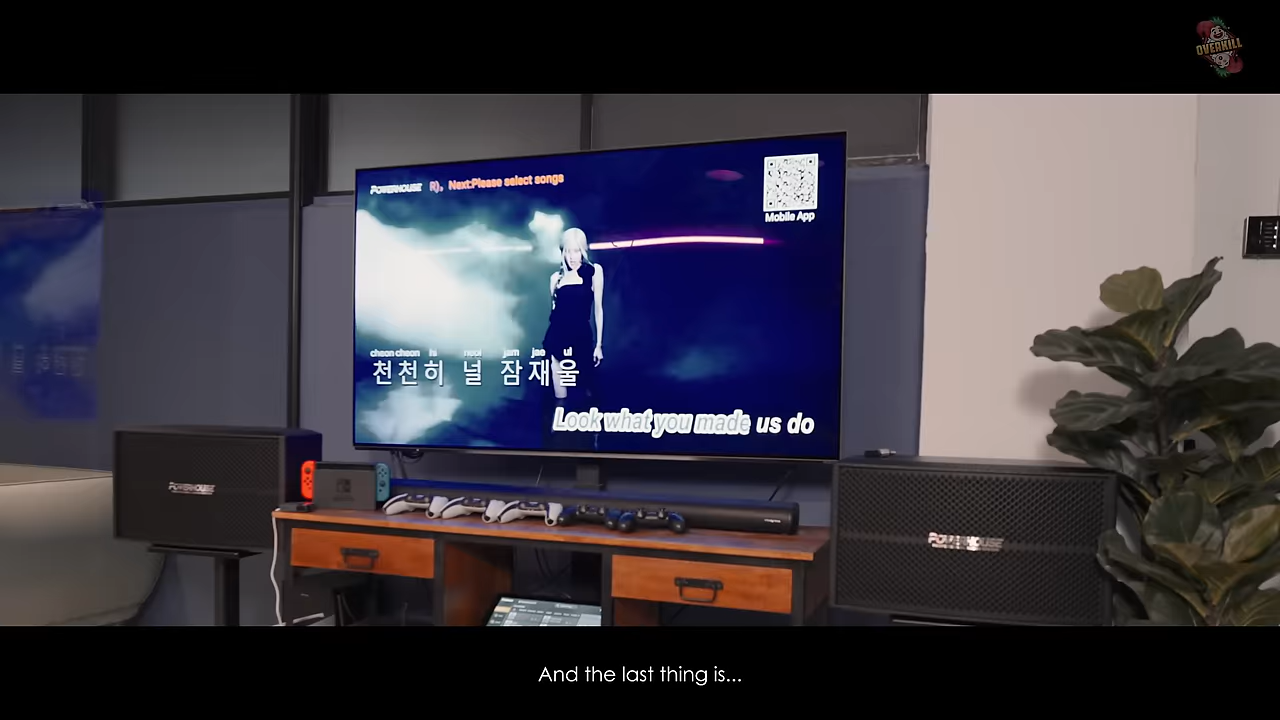 OVERKILL
POWERHOUSE R), Next:Please select songs
Mobile App
cheon cheon hi neol jam jae ul
천천히 널 잠재울
Look what you made us do
POWERHOUSE
POWERHOUSE
And the last thing is...